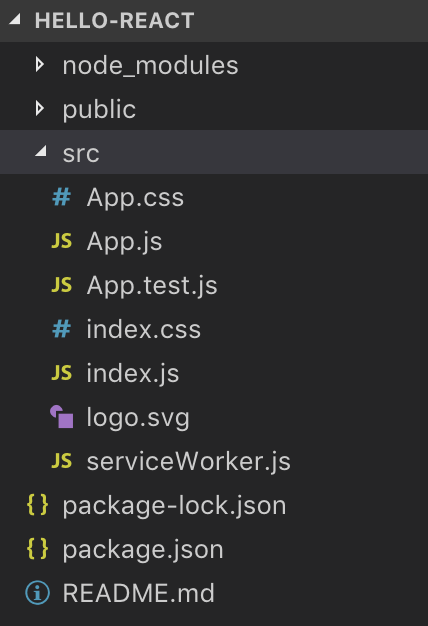 HELLO-REACT
node_modules
public
src
# App.css
JS App.js
JS App.test.js
# index.css
JS index.js
logo.svg
JS serviceWorker.js
{ } package-lock.json
{ } package.json
README.md